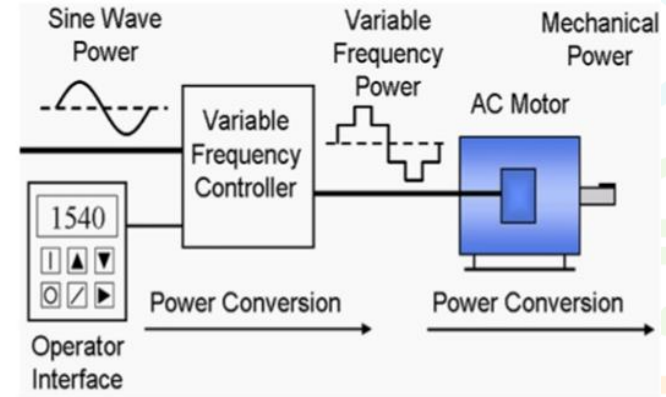 Sine Wave
Power
Variable
Frequency
Power
Mechanical
Power
AC Motor
Variable
Frequency
Controller
1540
Power Conversion
Power Conversion
Operator
Interface